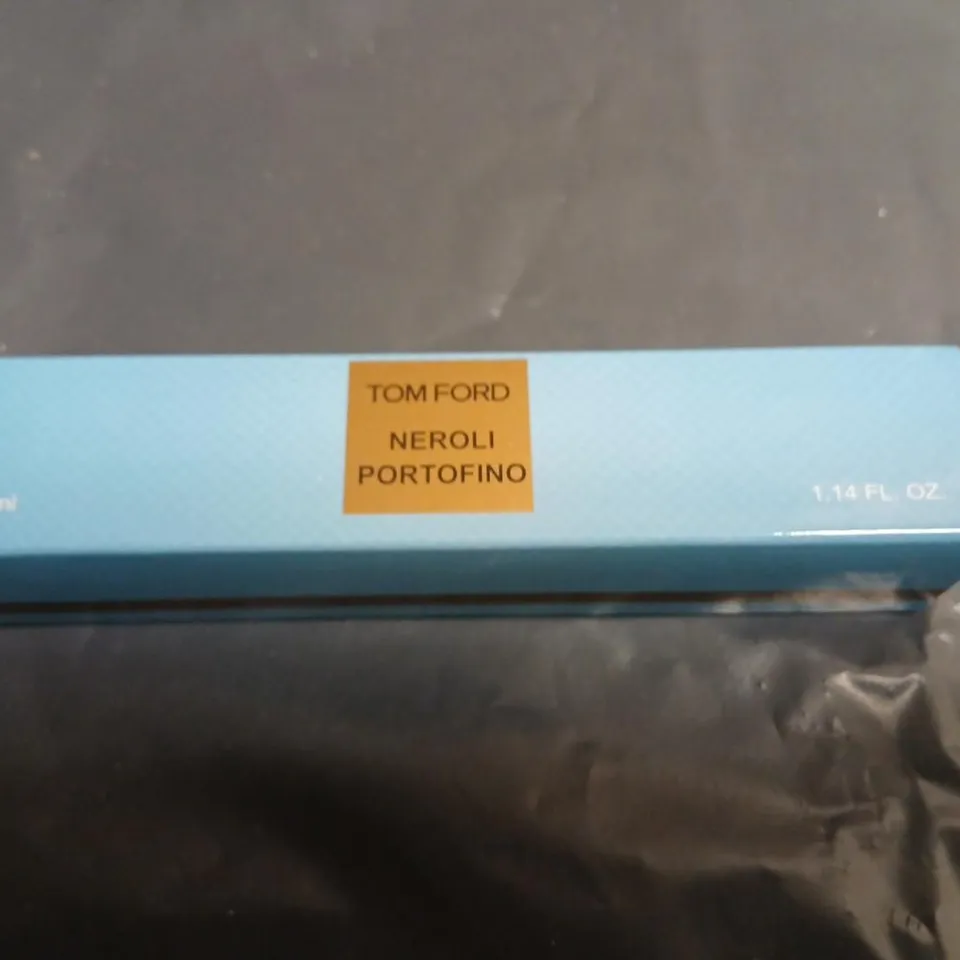 TOM FORD
NEROLI
PORTOFINO
1.14 FL. OZ.